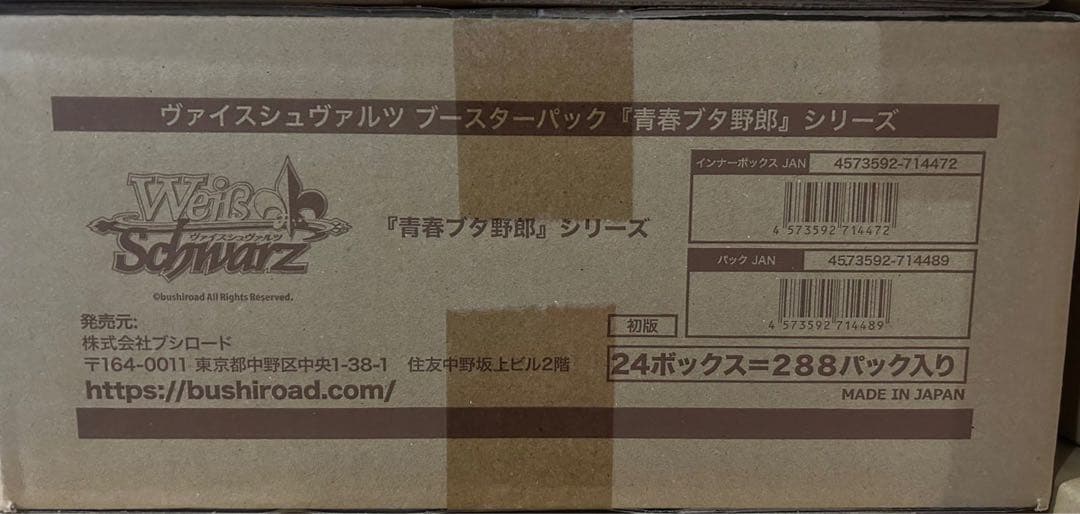 ヴァイスシュヴァルツ ブースターパック『青春ブタ野郎』シリーズ
Weiß
ヴァイスシュヴァルツ
Schwarz
©bushiroad All Rights Reserved.
『青春ブタ野郎』シリーズ
インナーボックス JAN 4573592-714472
4 573592 714472
パック JAN 4573592-714489
4 573592 714489
発売元:
株式会社ブシロード
〒164-0011 東京都中野区中央1-38-1 住友中野坂上ビル2階
https://bushiroad.com/
初版
24ボックス=288パック入り
MADE IN JAPAN